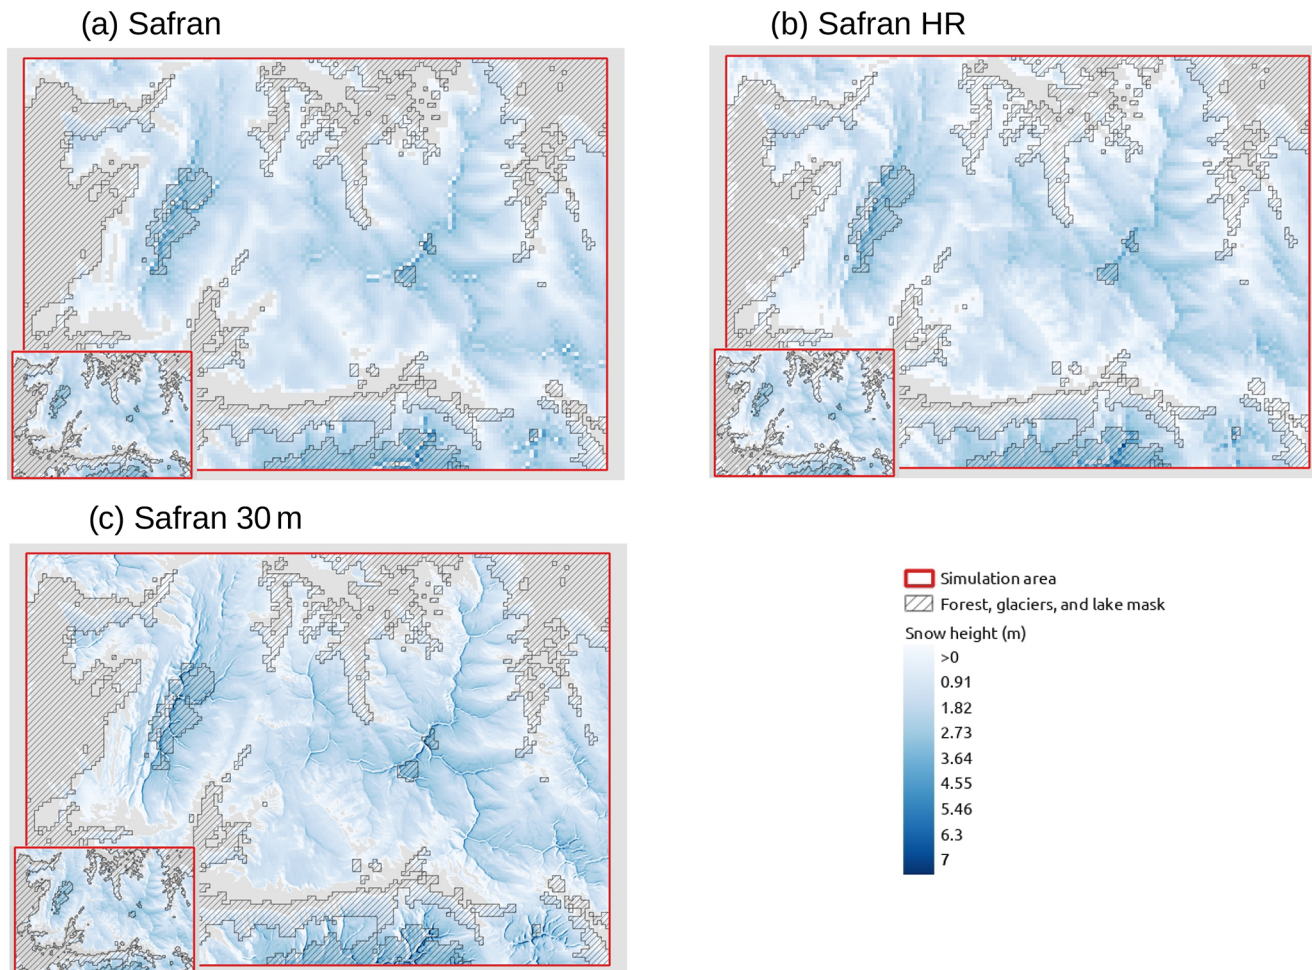 (a) Safran
(b) Safran HR
(c) Safran 30 m
Simulation area
Forest, glaciers, and lake mask
Snow height (m)
>0
0.91
1.82
2.73
3.64
4.55
5.46
6.3
7